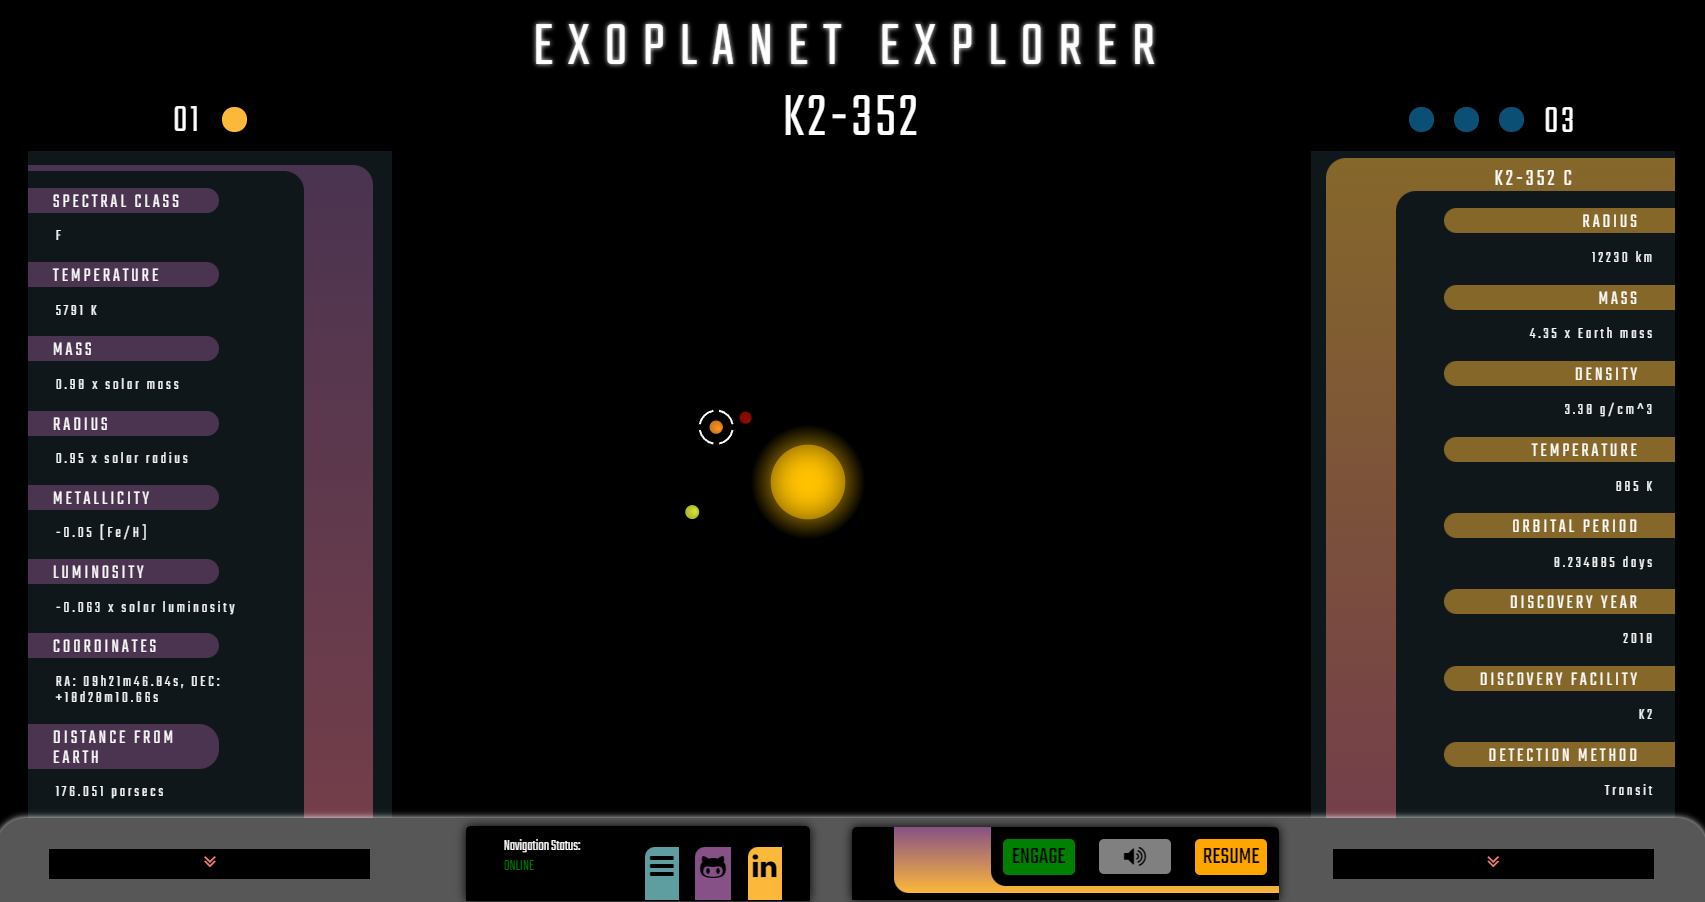 EXOPLANET EXPLORER
K2-352
01
03
SPECTRAL CLASS
F
TEMPERATURE
5791 K
MASS
0.98 x solar mass
RADIUS
0.95 x solar radius
METALLICITY
-0.05 [Fe/H]
LUMINOSITY
-0.063 x solar luminosity
COORDINATES
RA: 09h21m46.84s, DEC:
+18d28m10.66s
DISTANCE FROM
EARTH
176.051 parsecs
K2-352 C
RADIUS
12230 km
MASS
4.35 x Earth mass
DENSITY
3.38 g/cm^3
TEMPERATURE
885 K
ORBITAL PERIOD
8.234885 days
DISCOVERY YEAR
2018
DISCOVERY FACILITY
K2
DETECTION METHOD
Transit
Navigation Status:
ONLINE
in
ENGAGE
RESUME